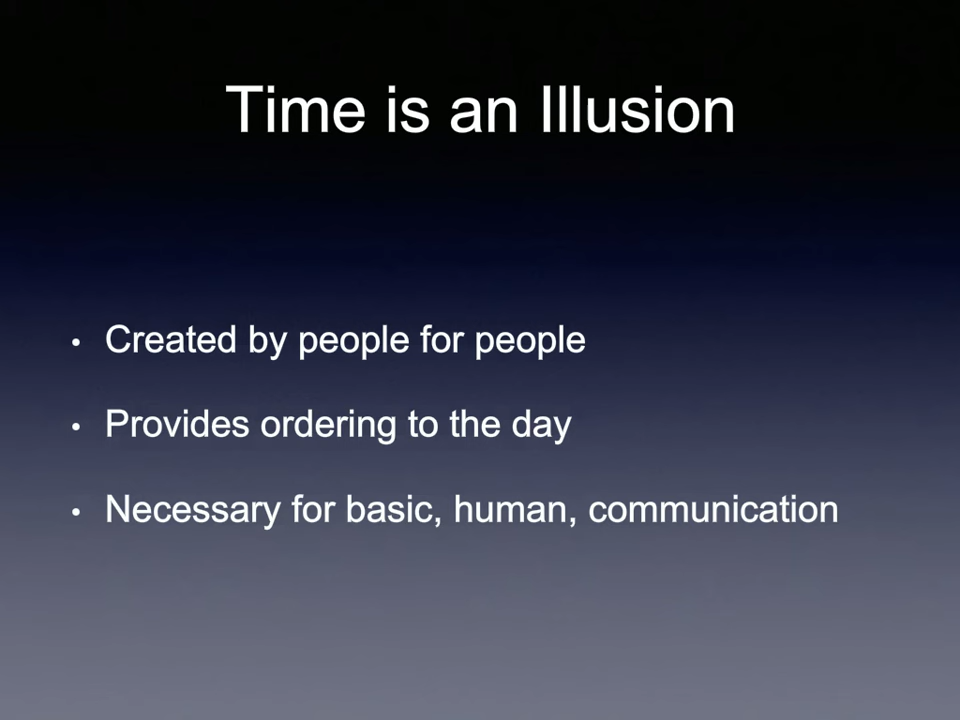 Time is an Illusion
• Created by people for people
• Provides ordering to the day
• Necessary for basic, human, communication